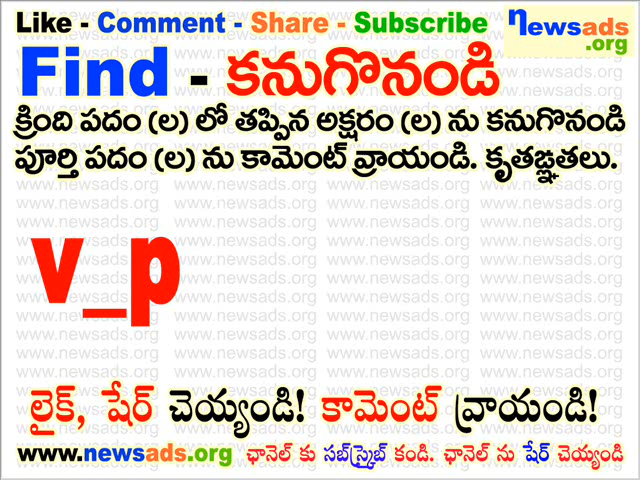 Like - Comment - Share - Subscribe
newsads
.org
Find - కనుగొనండి
క్రింది పదం (ల) లో తప్పిన అక్షరం (ల) ను కనుగొనండి
పూర్తి పదం (ల) ను కామెంట్ వ్రాయండి. కృతఙ్ఞతలు.
v_p
లైక్, షేర్ చెయ్యండి! కామెంట్ వ్రాయండి!
www.newsads.org ఛానెల్ కు సబ్‌స్క్రైబ్ కండి. ఛానెల్ ను షేర్ చెయ్యండి